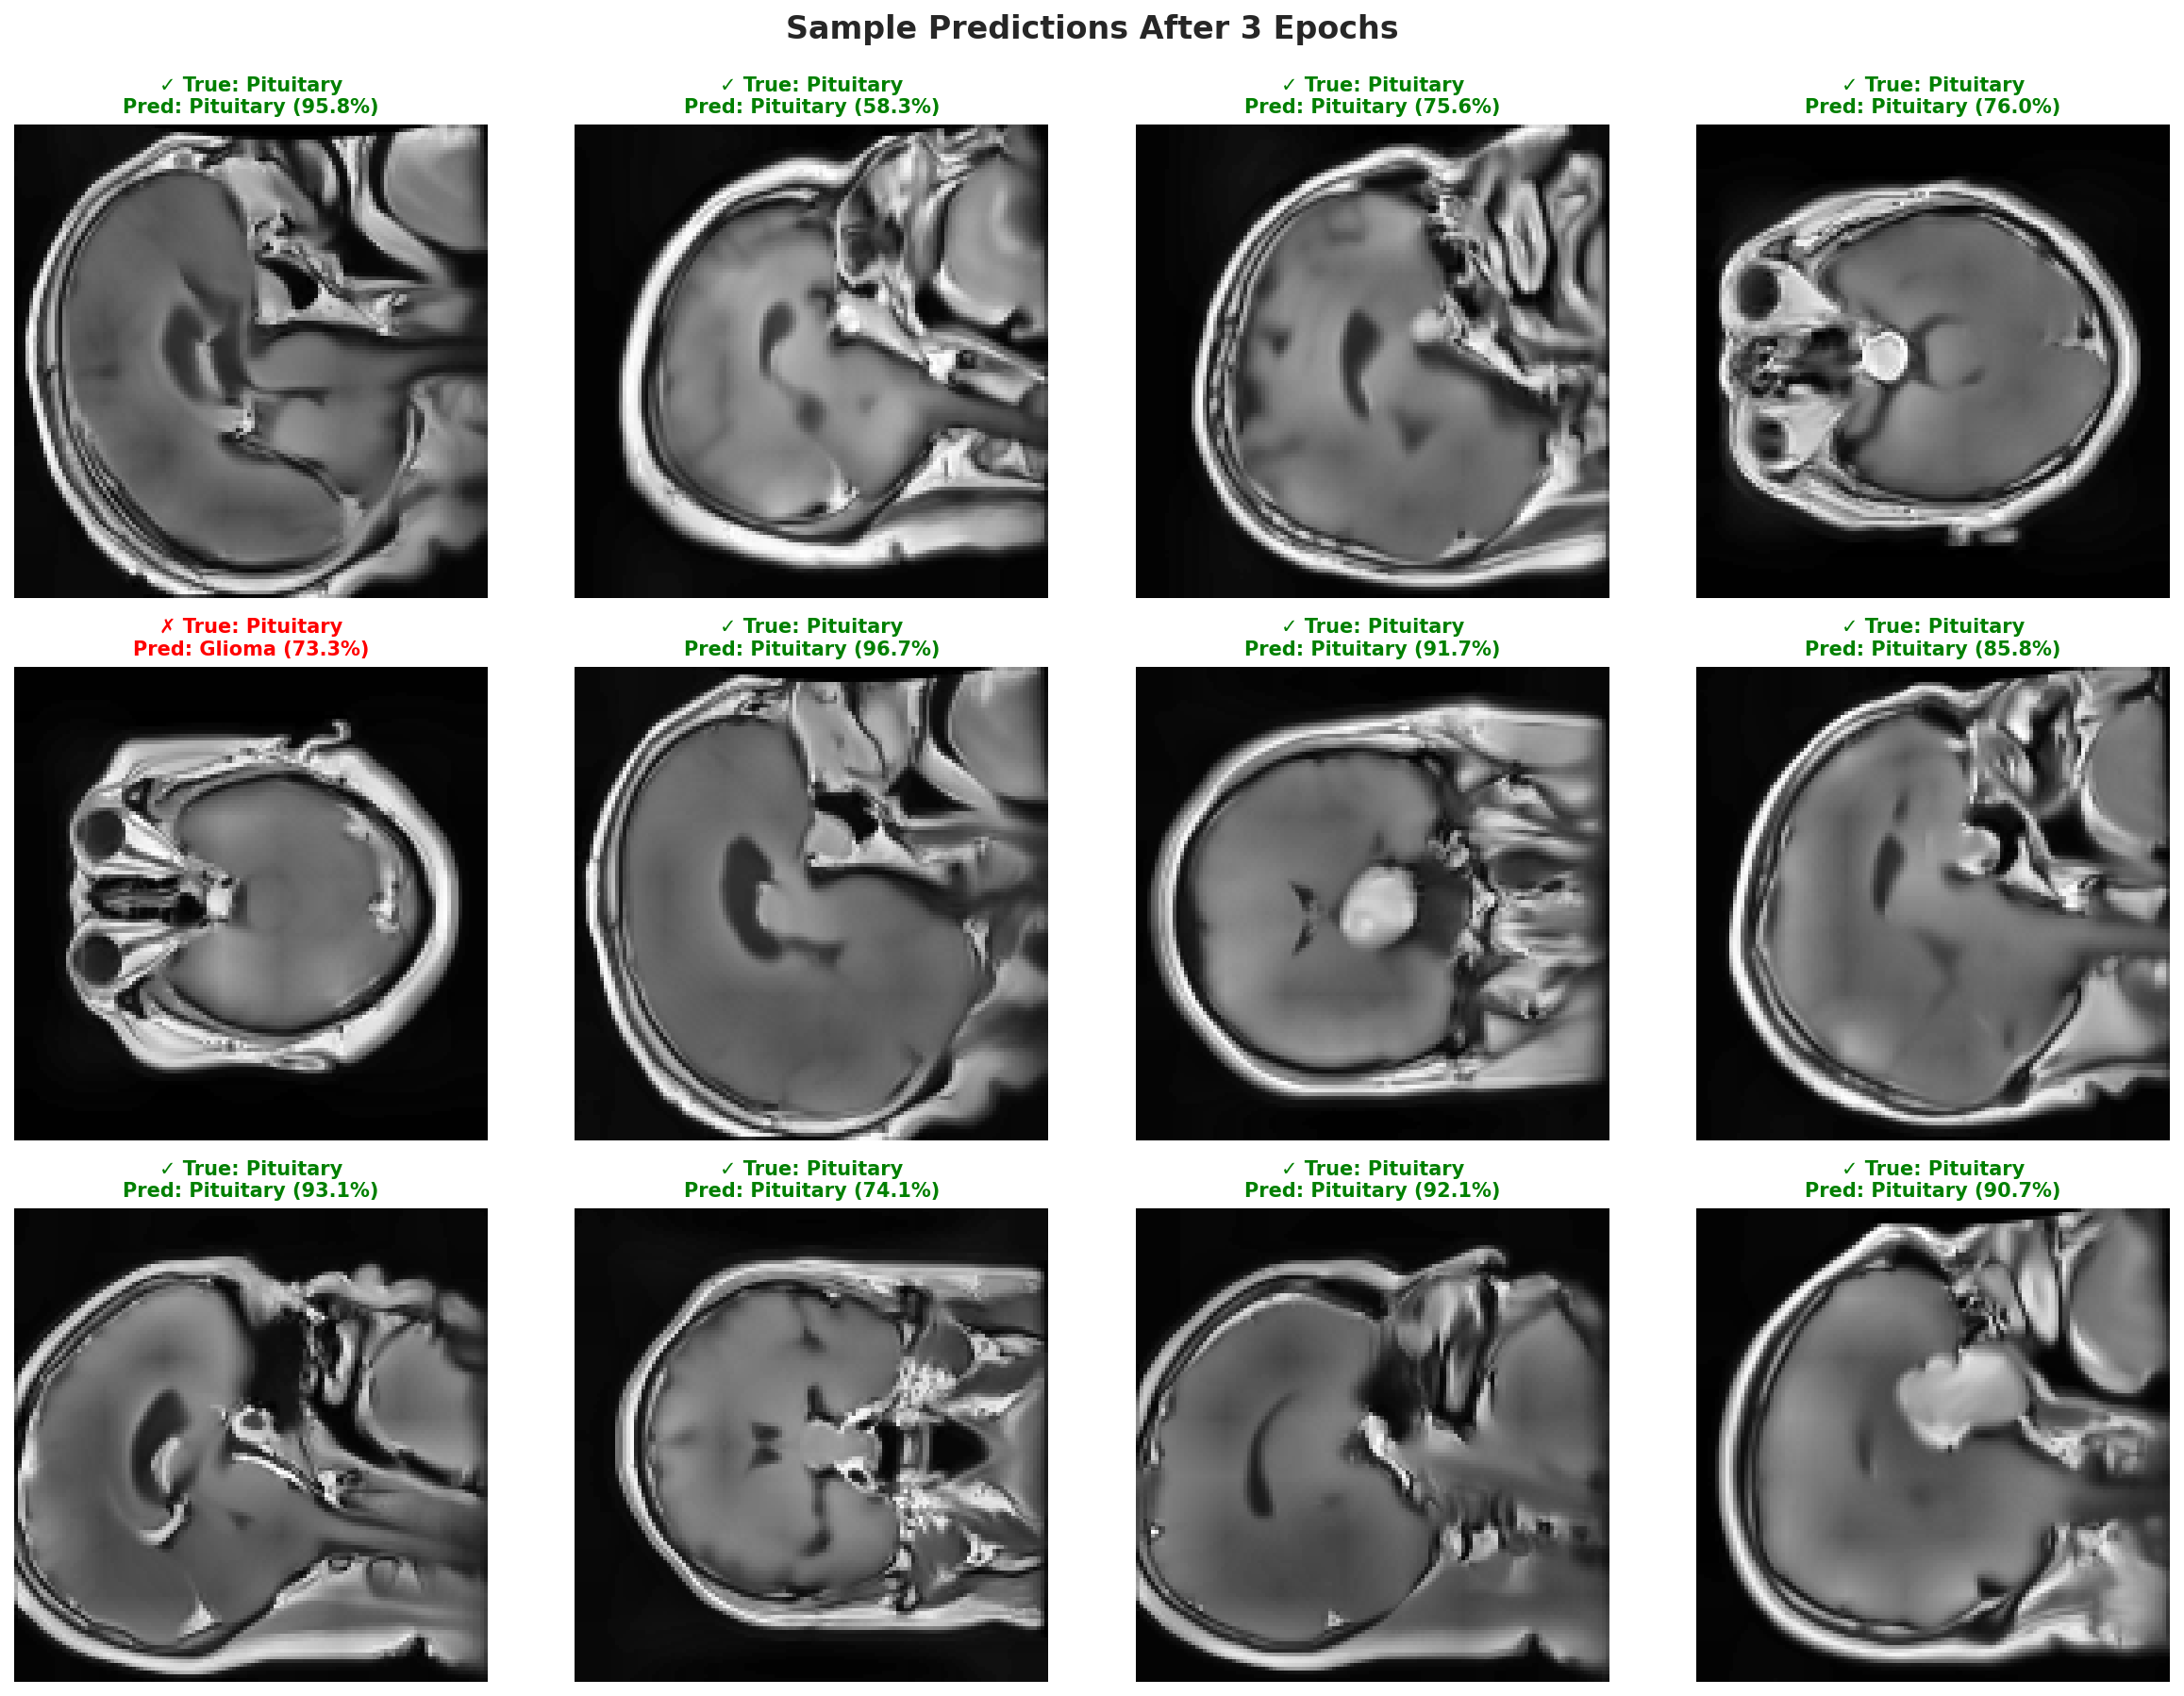 Sample Predictions After 3 Epochs
✓ True: Pituitary
Pred: Pituitary (95.8%)
✓ True: Pituitary
Pred: Pituitary (58.3%)
✓ True: Pituitary
Pred: Pituitary (75.6%)
✓ True: Pituitary
Pred: Pituitary (76.0%)
✗ True: Pituitary
Pred: Glioma (73.3%)
✓ True: Pituitary
Pred: Pituitary (96.7%)
✓ True: Pituitary
Pred: Pituitary (91.7%)
✓ True: Pituitary
Pred: Pituitary (85.8%)
✓ True: Pituitary
Pred: Pituitary (93.1%)
✓ True: Pituitary
Pred: Pituitary (74.1%)
✓ True: Pituitary
Pred: Pituitary (92.1%)
✓ True: Pituitary
Pred: Pituitary (90.7%)